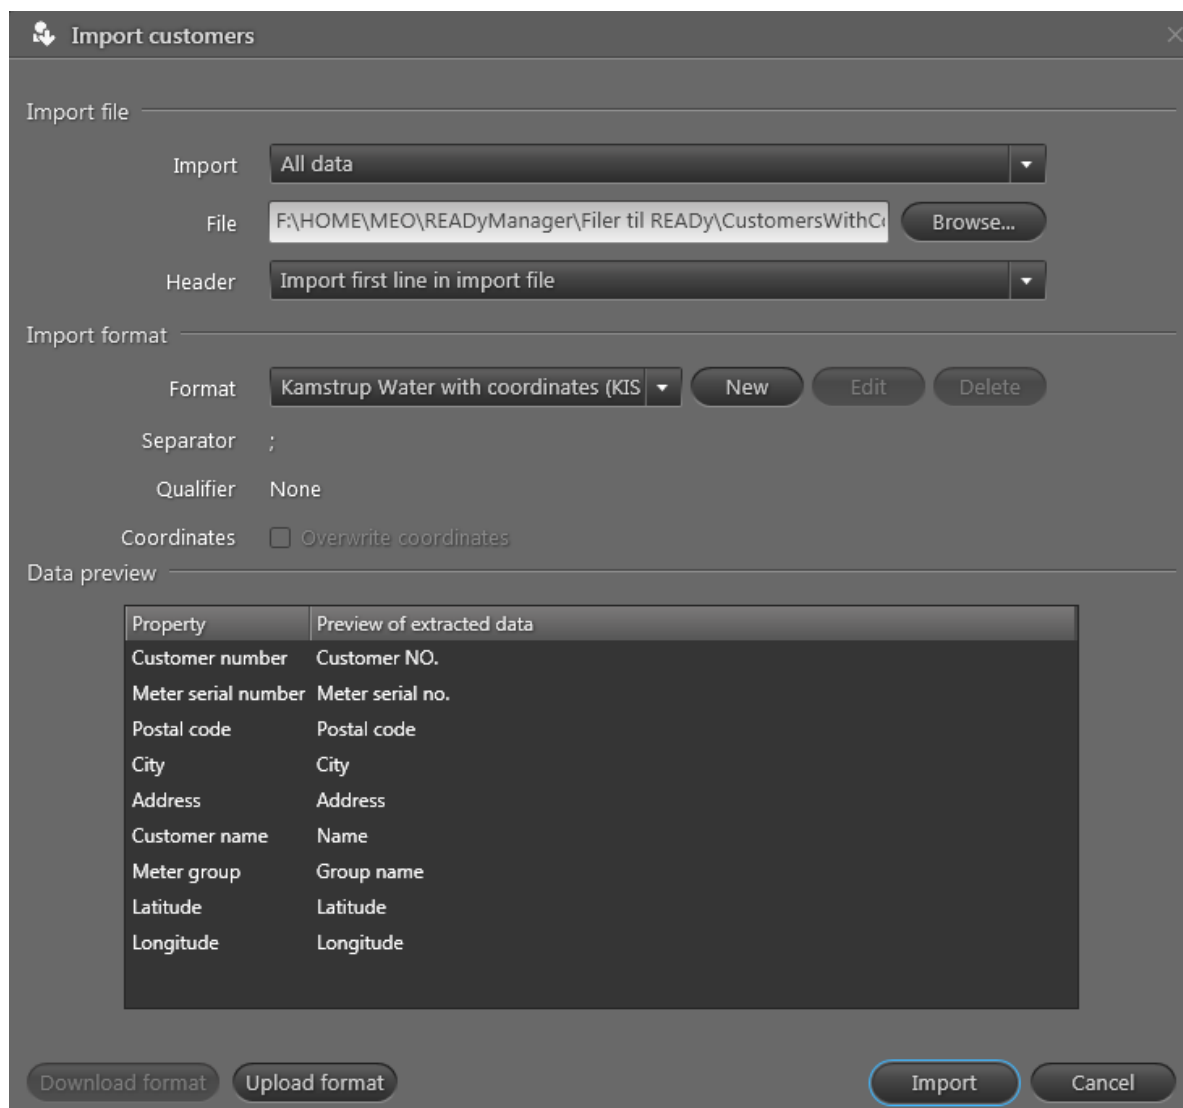 Import customers
Import file
Import All data
File F:\HOME\MEO\READyManager\Filer til READy\CustomersWithC Browse...
Header Import first line in import file
Import format
Format Kamstrup Water with coordinates (KIS New Edit Delete
Separator ;
Qualifier None
Coordinates Overwrite coordinates
Data preview
Property Preview of extracted data
Customer number Customer NO.
Meter serial number Meter serial no.
Postal code Postal code
City City
Address Address
Customer name Name
Meter group Group name
Latitude Latitude
Longitude Longitude
Download format Upload format Import Cancel